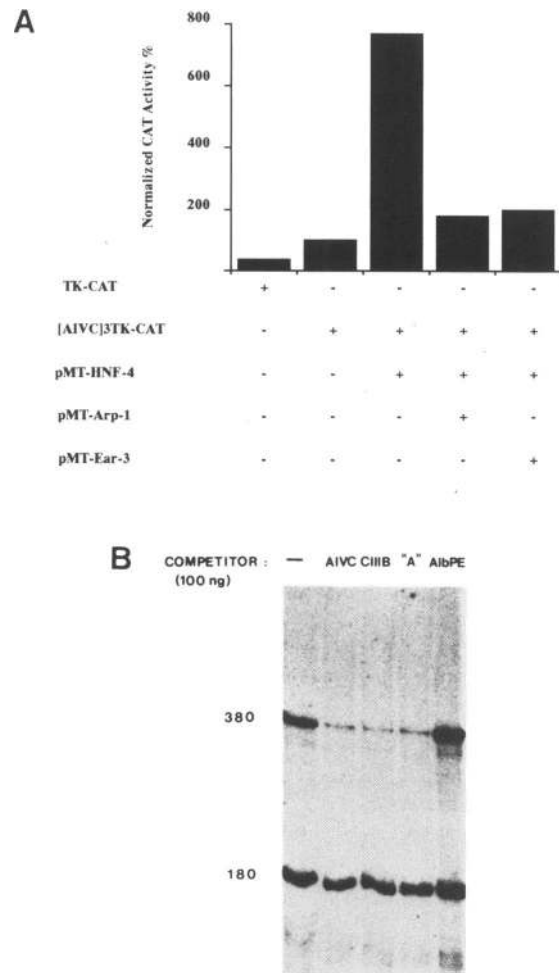 A
Normalized CAT Activity %
800
600
400
200
TK-CAT + - - - -
[AIVC]3TK-CAT - + + + +
pMT-HNF-4 - - + + +
pMT-Arp-1 - - - + -
pMT-Ear-3 - - - - +
B
COMPETITOR : — AIVC CIIIB "A" AlbPE
(100 ng)
380
180